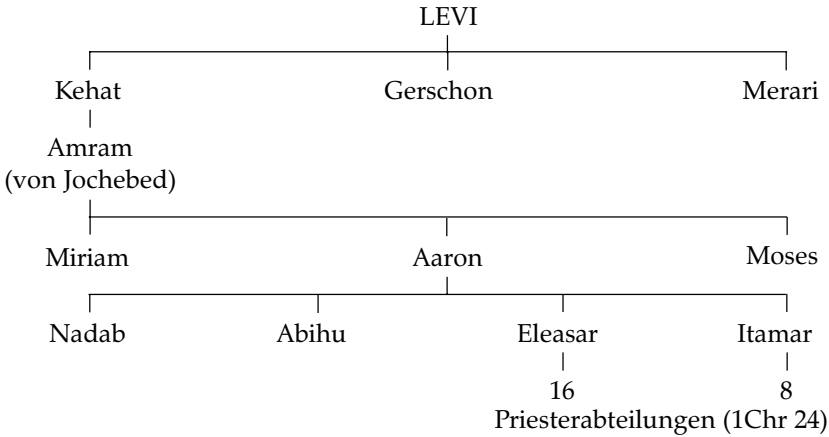 LEVI
Kehat Gerschon Merari
Amram
(von Jochebed)
Miriam Aaron Moses
Nadab Abihu Eleasar Itamar
16 8
Priesterabteilungen (1Chr 24)